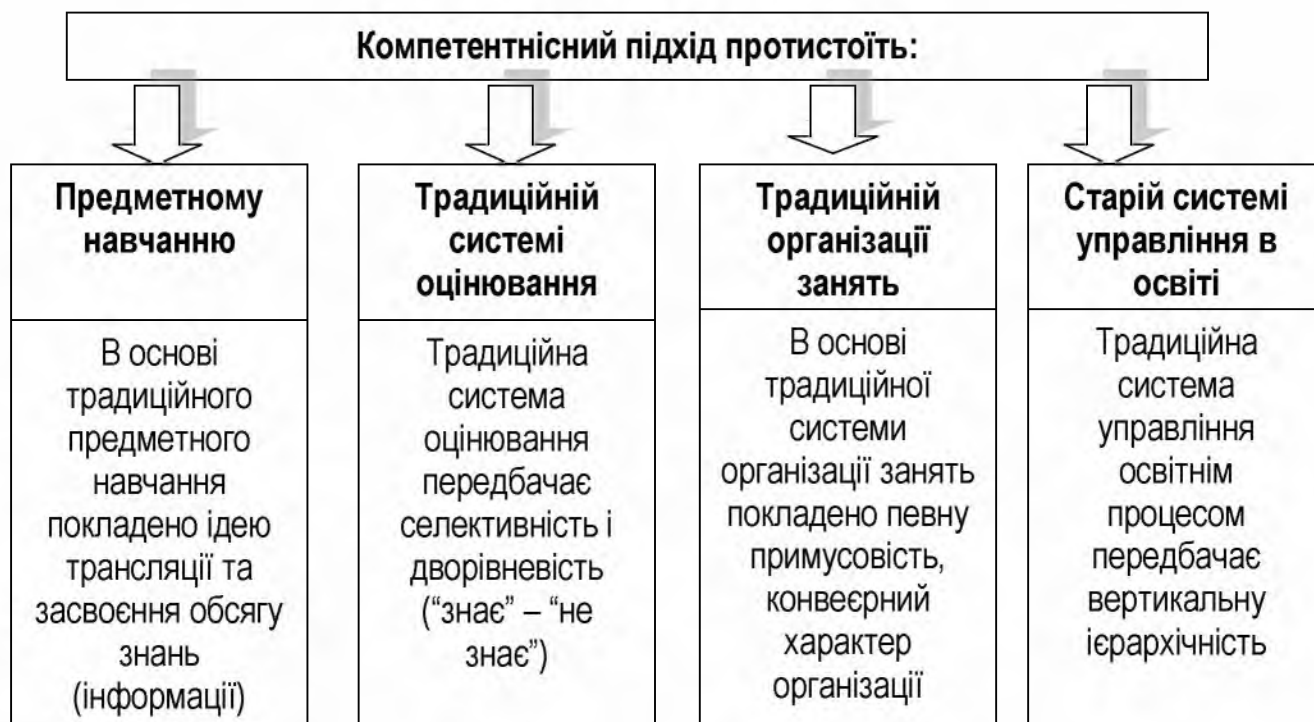 Компетентнісний підхід протистоїть:
Предметному
навчанню
В основі
традиційного
предметного
навчання
покладено ідею
трансляції та
засвоєння обсягу
знань
(інформації)
Традиційній
системі
оцінювання
Традиційна
система
оцінювання
передбачає
селективність і
дворівневість
(“знає” – “не
знає”)
Традиційній
організації
занять
В основі
традиційної
системи
організації занять
покладено певну
примусовість,
конвеєрний
характер
організації
Старій системі
управління в
освіті
Традиційна
система
управління
освітнім
процесом
передбачає
вертикальну
ієрархічність